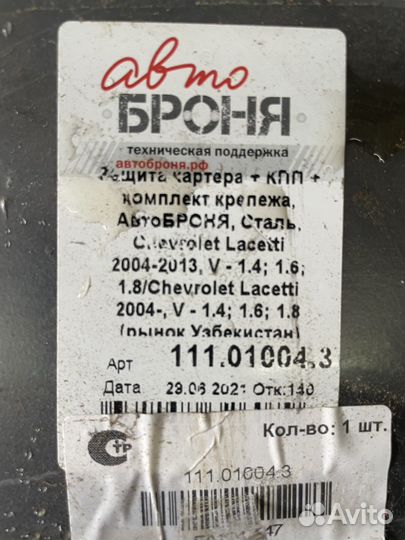 авто
БРОНЯ
техническая поддержка
автоброня.рф
Защита картера + КПП +
комплект крепежа,
АвтоБРОНЯ, Сталь,
Chevrolet Lacetti
2004-2013, V - 1.4; 1.6;
1.8/Chevrolet Lacetti
2004-, V - 1.4; 1.6; 1.8
(рынок Узбекистан)
Арт 111.01004.3
Дата 29.06 2021 Отк:140
Кол-во: 1 шт.
111.01004.3
47
Avito